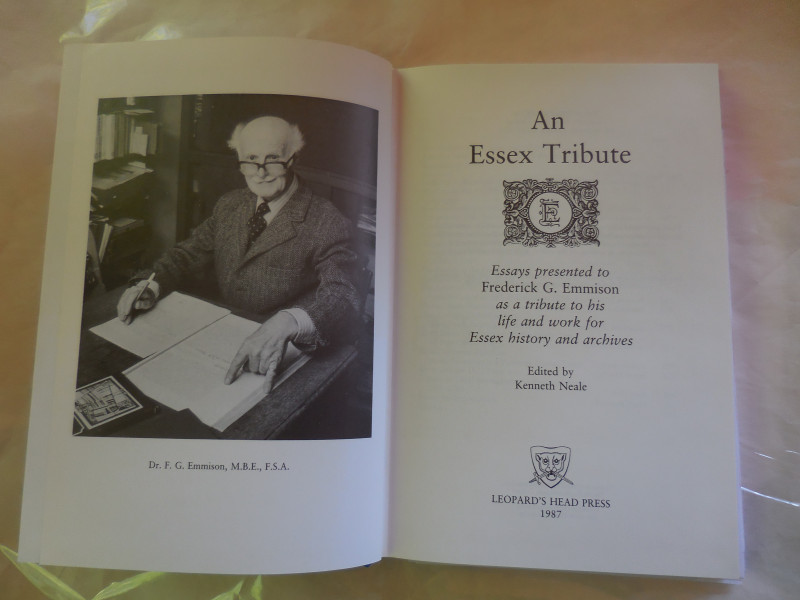 Dr. F. G. Emmison, M.B.E., F.S.A.
An
Essex Tribute
E
Essays presented to
Frederick G. Emmison
as a tribute to his
life and work for
Essex history and archives
Edited by
Kenneth Neale
LEOPARD'S HEAD PRESS
1987